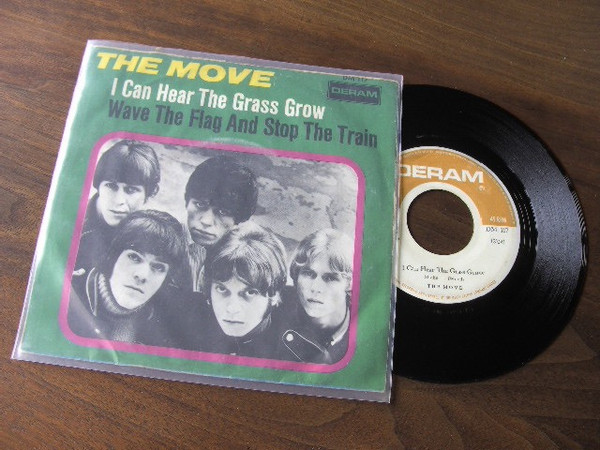 THE MOVE
DERAM
I Can Hear The Grass Grow
Wave The Flag And Stop The Train
DERAM
I Can Hear The Grass Grow
THE MOVE